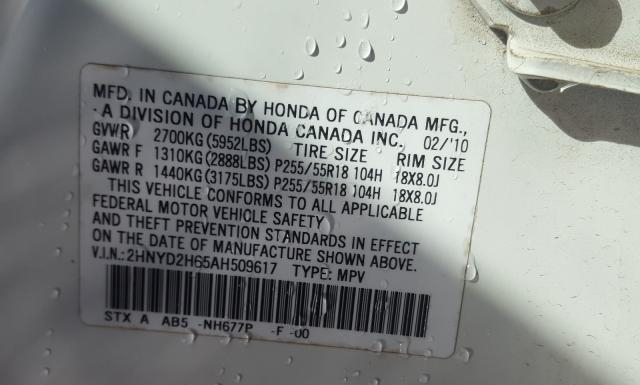 MFD. IN CANADA BY HONDA OF CANADA MFG.,
A DIVISION OF HONDA CANADA INC. 02/'10
GVWR 2700KG(5952LBS) TIRE SIZE RIM SIZE
GAWR F 1310KG(2888LBS) P255/55R18 104H 18X8.0J
GAWR R 1440KG(3175LBS) P255/55R18 104H 18X8.0J
THIS VEHICLE CONFORMS TO ALL APPLICABLE
FEDERAL MOTOR VEHICLE SAFETY
AND THEFT PREVENTION STANDARDS IN EFFECT
ON THE DATE OF MANUFACTURE SHOWN ABOVE.
V.I.N.:2HNYD2H65AH509617 TYPE: MPV
STX A AB5 -NH677P -F -00